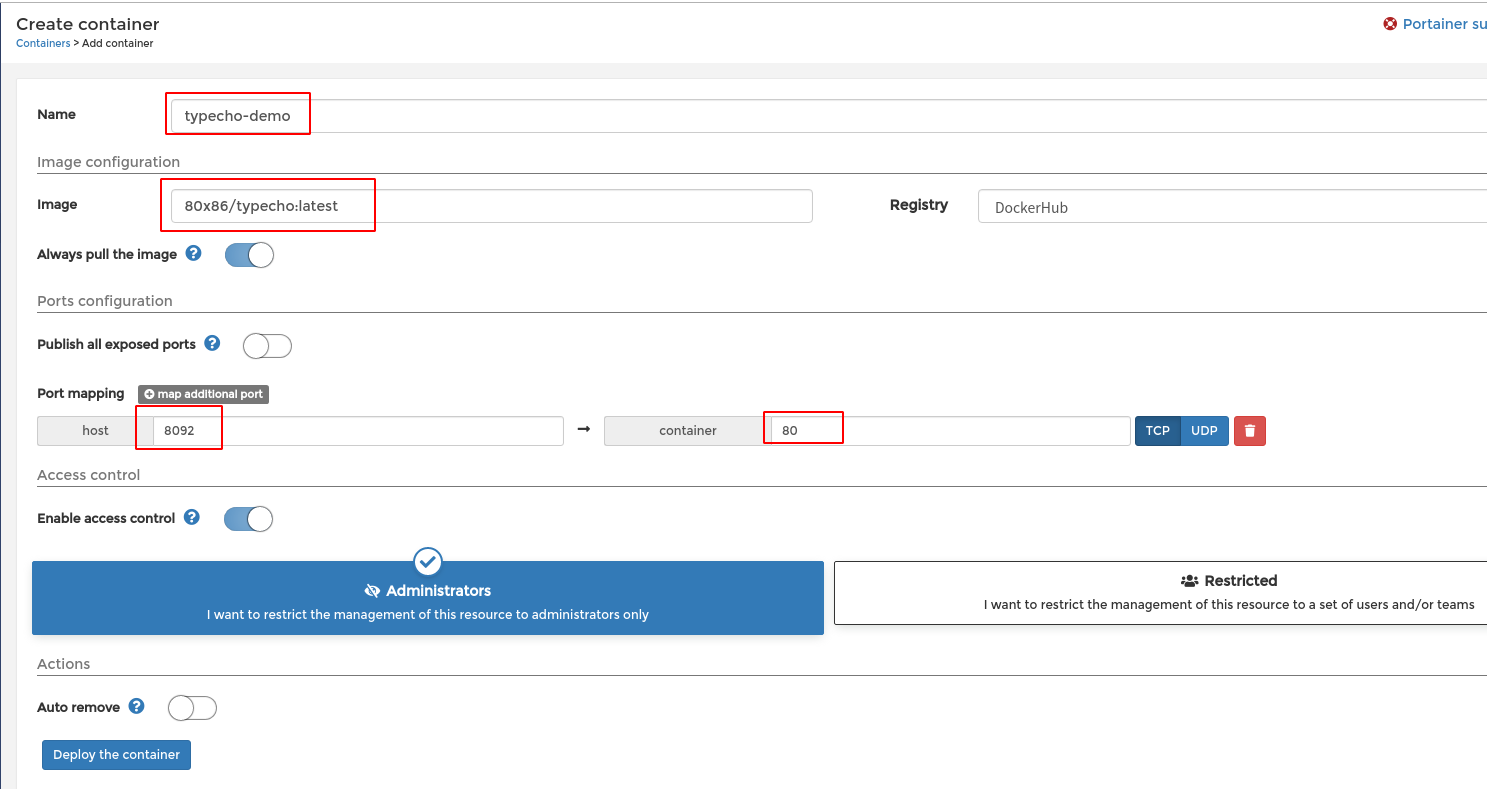 Create container
Portainer su
Containers > Add container
Name
typecho-demo
Image configuration
Image
80x86/typecho:latest
Registry
DockerHub
Always pull the image ?
Ports configuration
Publish all exposed ports ?
Port mapping
map additional port
host
8092
→
container
80
TCP
UDP
Access control
Enable access control ?
Administrators
I want to restrict the management of this resource to administrators only
Restricted
I want to restrict the management of this resource to a set of users and/or teams
Actions
Auto remove ?
Deploy the container